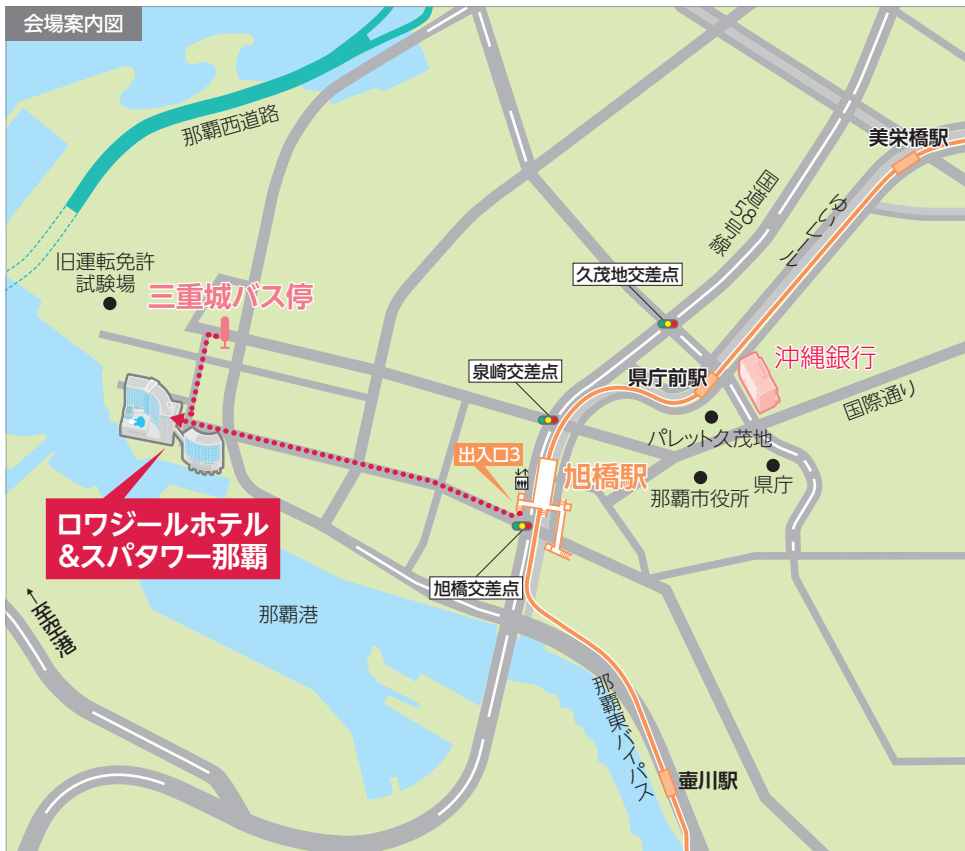 会場案内図
那覇西道路
美栄橋駅
国道58号線
ゆいレール
旧運転免許
試験場
三重城バス停
久茂地交差点
沖縄銀行
泉崎交差点
県庁前駅
国際通り
パレット久茂地
出入口3
旭橋駅
那覇市役所
県庁
ロワジールホテル
&スパタワー那覇
旭橋交差点
那覇港
←至空港
那覇東バイパス
壷川駅